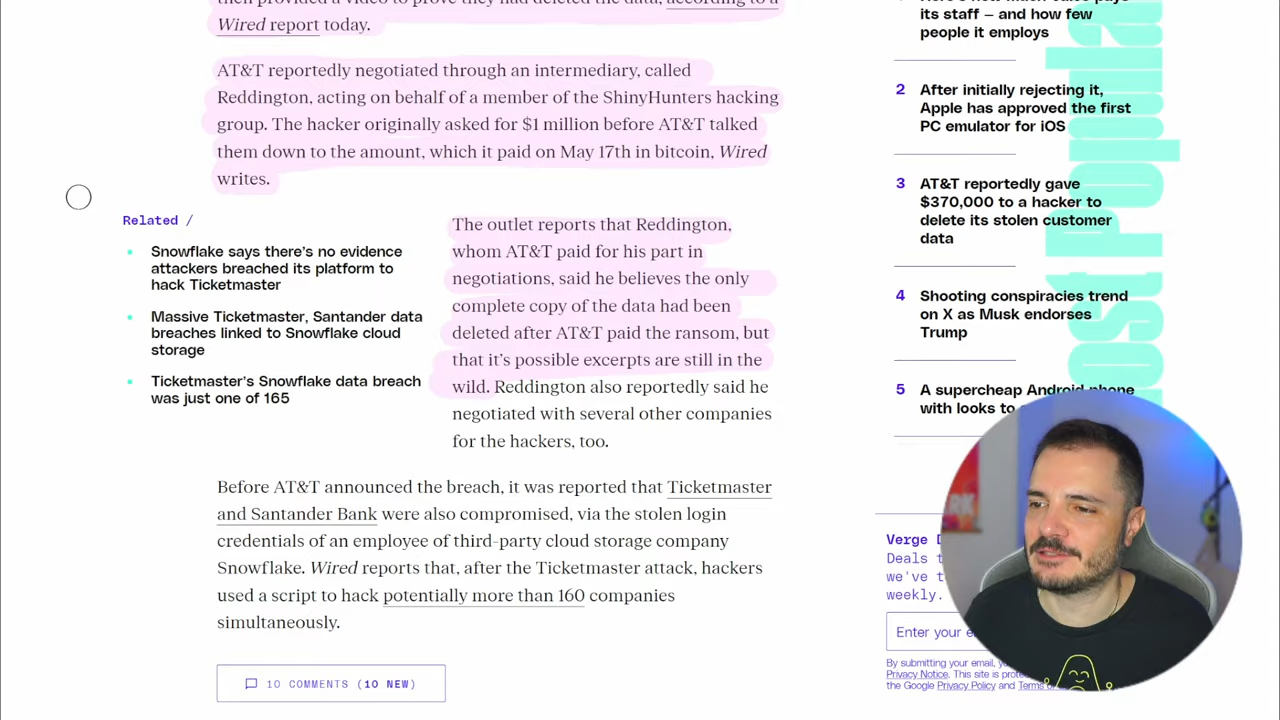 then provided a video to prove they had deleted the data, according to a
Wired report today.
AT&T reportedly negotiated through an intermediary, called
Reddington, acting on behalf of a member of the ShinyHunters hacking
group. The hacker originally asked for $1 million before AT&T talked
them down to the amount, which it paid on May 17th in bitcoin, Wired
writes.
Related /
Snowflake says there's no evidence
attackers breached its platform to
hack Ticketmaster
Massive Ticketmaster, Santander data
breaches linked to Snowflake cloud
storage
Ticketmaster's Snowflake data breach
was just one of 165
The outlet reports that Reddington,
whom AT&T paid for his part in
negotiations, said he believes the only
complete copy of the data had been
deleted after AT&T paid the ransom, but
that it's possible excerpts are still in the
wild. Reddington also reportedly said he
negotiated with several other companies
for the hackers, too.
Before AT&T announced the breach, it was reported that Ticketmaster
and Santander Bank were also compromised, via the stolen login
credentials of an employee of third-party cloud storage company
Snowflake. Wired reports that, after the Ticketmaster attack, hackers
used a script to hack potentially more than 160 companies
simultaneously.
10 COMMENTS (10 NEW)
its staff — and how few
people it employs
2 After initially rejecting it,
Apple has approved the first
PC emulator for iOS
3 AT&T reportedly gave
$370,000 to a hacker to
delete its stolen customer
data
4 Shooting conspiracies trend
on X as Musk endorses
Trump
5 A supercheap Android phone
with looks to
Most Popular
Verge
Deals
we've
weekly.
Enter your
By submitting your email,
Privacy Notice. This site is
the Google Privacy Policy and Terms